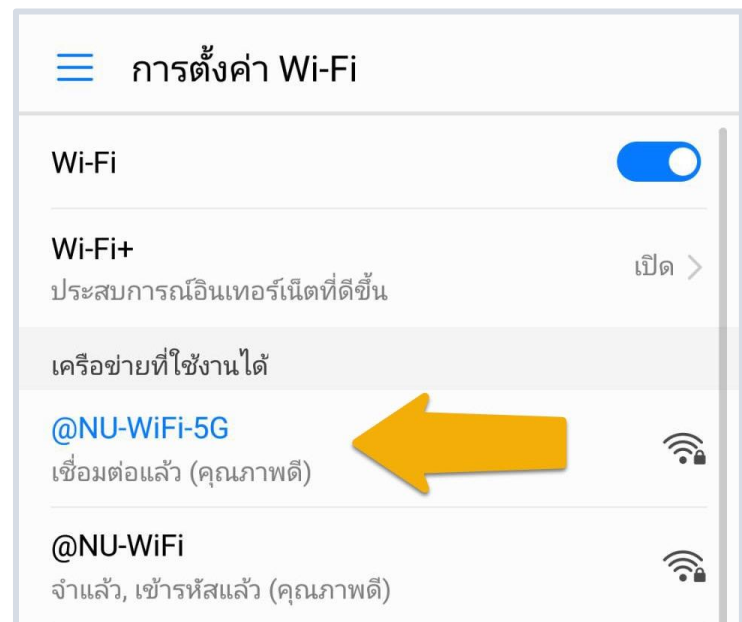 การตั้งค่า Wi-Fi
Wi-Fi
Wi-Fi+
ประสบการณ์อินเทอร์เน็ตที่ดีขึ้น
เปิด
เครือข่ายที่ใช้งานได้
@NU-WiFi-5G
เชื่อมต่อแล้ว (คุณภาพดี)
@NU-WiFi
จำแล้ว, เข้ารหัสแล้ว (คุณภาพดี)